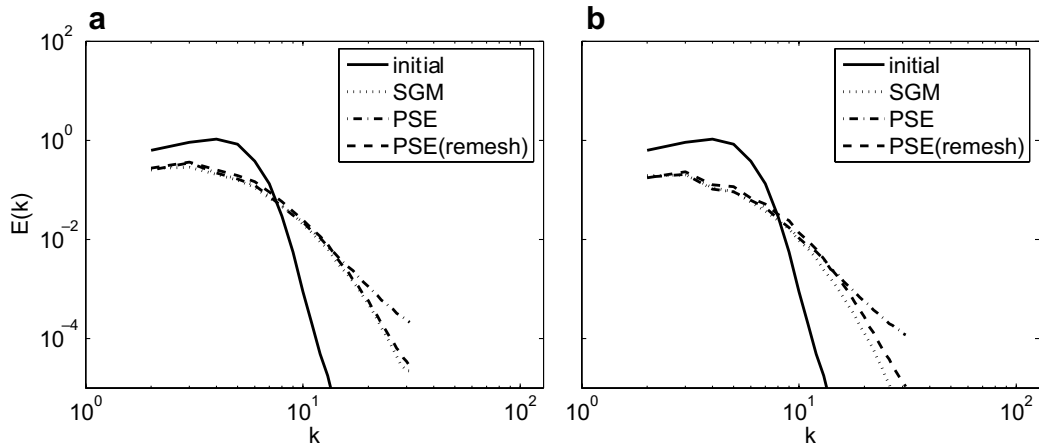 a
E(k)
10^2
10^0
10^-2
10^-4
10^0
10^1
10^2
k
initial
SGM
PSE
PSE(remesh)
b
10^0
10^1
10^2
k
initial
SGM
PSE
PSE(remesh)